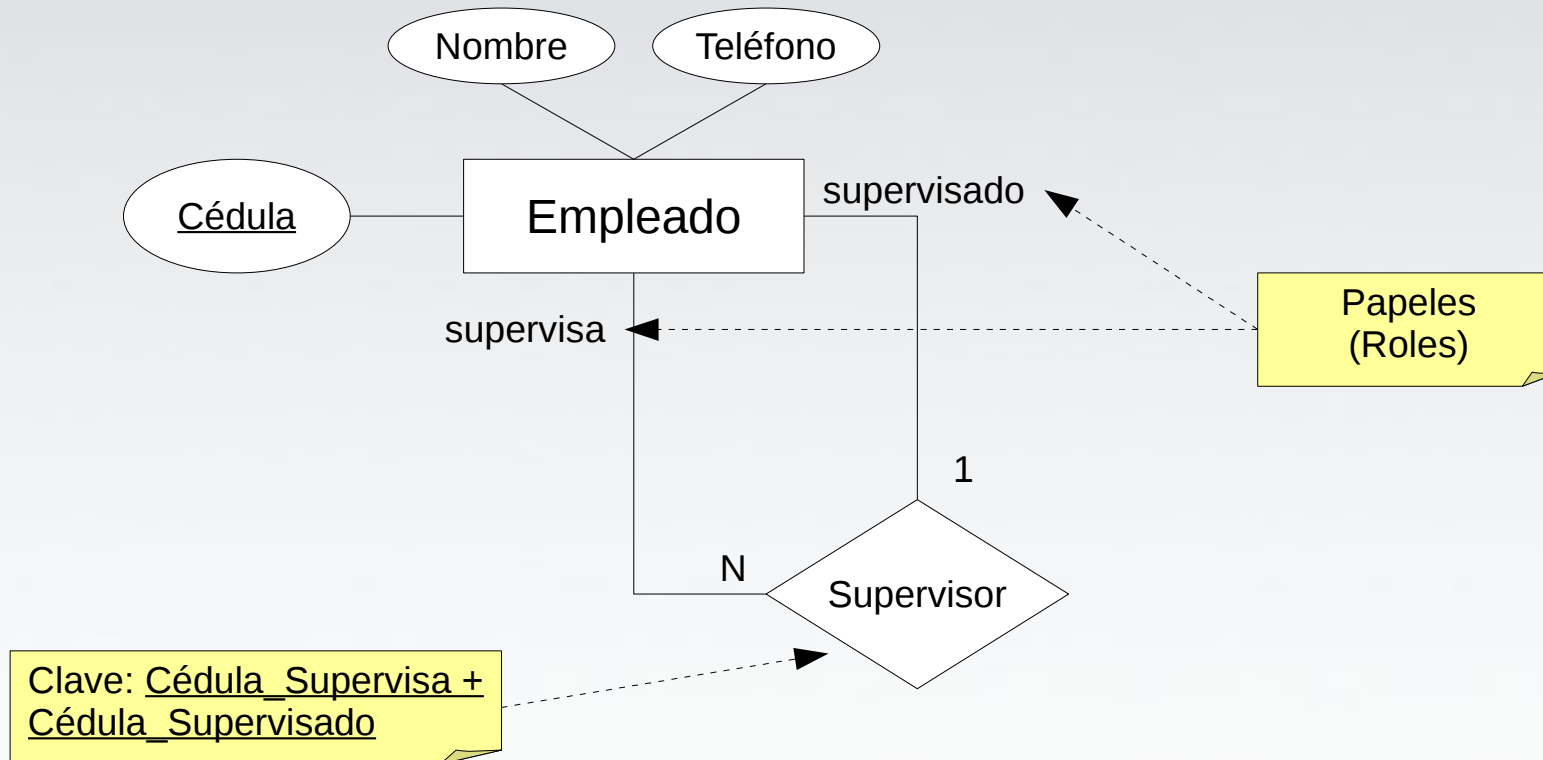 Nombre
Teléfono
Cédula
Empleado
supervisado
supervisa
Papeles
(Roles)
1
N
Supervisor
Clave: Cédula_Supervisa +
Cédula_Supervisado